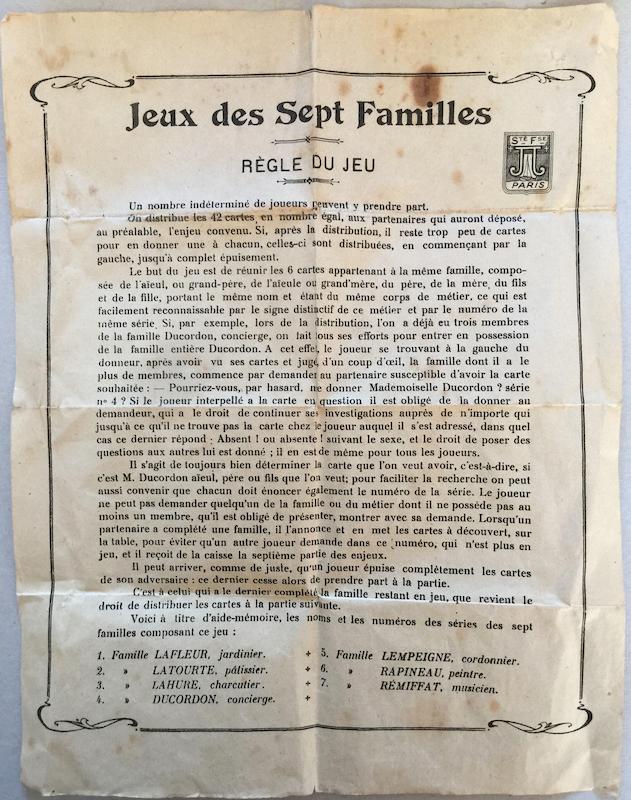 Jeux des Sept Familles
STÉ FSE
PARIS
RÈGLE DU JEU
Un nombre indéterminé de joueurs peuvent y prendre part.
On distribue les 42 cartes, en nombre égal, aux partenaires qui auront déposé,
au préalable, l'enjeu convenu. Si, après la distribution, il reste trop peu de cartes
pour en donner une à chacun, celles-ci sont distribuées, en commençant par la
gauche, jusqu'à complet épuisement.
Le but du jeu est de réunir les 6 cartes appartenant à la même famille, compo-
sée de l'aïeul, ou grand-père, de l'aïeule ou grand'mère, du père, de la mère, du fils
et de la fille, portant le même nom et étant du même corps de métier, ce qui est
facilement reconnaissable par le signe distinctif de ce métier et par le numéro de la
même série. Si, par exemple, lors de la distribution, l'on a déjà eu trois membres
de la famille Ducordon, concierge, on fait tous ses efforts pour entrer en possession
de la famille entière Ducordon. A cet effet, le joueur se trouvant à la gauche du
donneur, après avoir vu ses cartes et jugé, d'un coup d'œil, la famille dont il a le
plus de membres, commence par demander au partenaire susceptible d'avoir la carte
souhaitée : — Pourriez-vous, par hasard, me donner Mademoiselle Ducordon ? série
nº 4 ? Si le joueur interpellé a la carte en question il est obligé de la donner au
demandeur, qui a le droit de continuer ses investigations auprès de n'importe qui
jusqu'à ce qu'il ne trouve pas la carte chez le joueur auquel il s'est adressé, dans quel
cas ce dernier répond : Absent ! ou absente ! suivant le sexe, et le droit de poser des
questions aux autres lui est donné ; il en est de même pour tous les joueurs.
Il s'agit de toujours bien déterminer la carte que l'on veut avoir, c'est-à-dire, si
c'est M. Ducordon aïeul, père ou fils que l'on veut; pour faciliter la recherche on peut
aussi convenir que chacun doit énoncer également le numéro de la série. Le joueur
ne peut pas demander quelqu'un de la famille ou du métier dont il ne possède pas au
moins un membre, qu'il est obligé de présenter, montrer avec sa demande. Lorsqu'un
partenaire a complété une famille, il l'annonce et en met les cartes à découvert, sur
la table, pour éviter qu'un autre joueur demande dans ce numéro, qui n'est plus en
jeu, et il reçoit de la caisse la septième partie des enjeux.
Il peut arriver, comme de juste, qu'un joueur épuise complètement les cartes
de son adversaire : ce dernier cesse alors de prendre part à la partie.
C'est à celui qui a le dernier complété la famille restant en jeu, que revient le
droit de distribuer les cartes à la partie suivante.
Voici à titre d'aide-mémoire, les noms et les numéros des séries des sept
familles composant ce jeu :
1. Famille LAFLEUR, jardinier.
2. » LATOURTE, pâtissier.
3. » LAHURE, charcutier.
4. » DUCORDON, concierge.
5. Famille LEMPEIGNE, cordonnier.
6. » RAPINEAU, peintre.
7. » RÉMIFFAT, musicien.